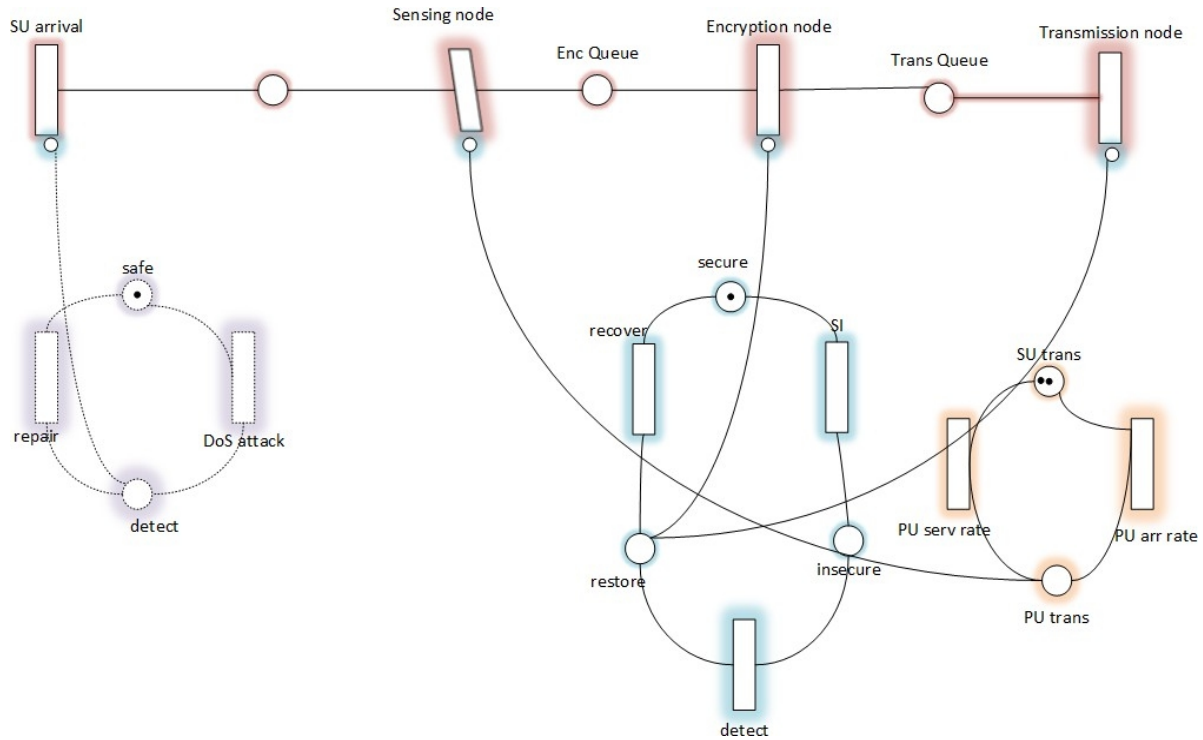 SU arrival
Sensing node
Encryption node
Transmission node
Enc Queue
Trans Queue
safe
secure
recover
SI
SU trans
repair
DoS attack
PU serv rate
PU arr rate
detect
restore
insecure
PU trans
detect